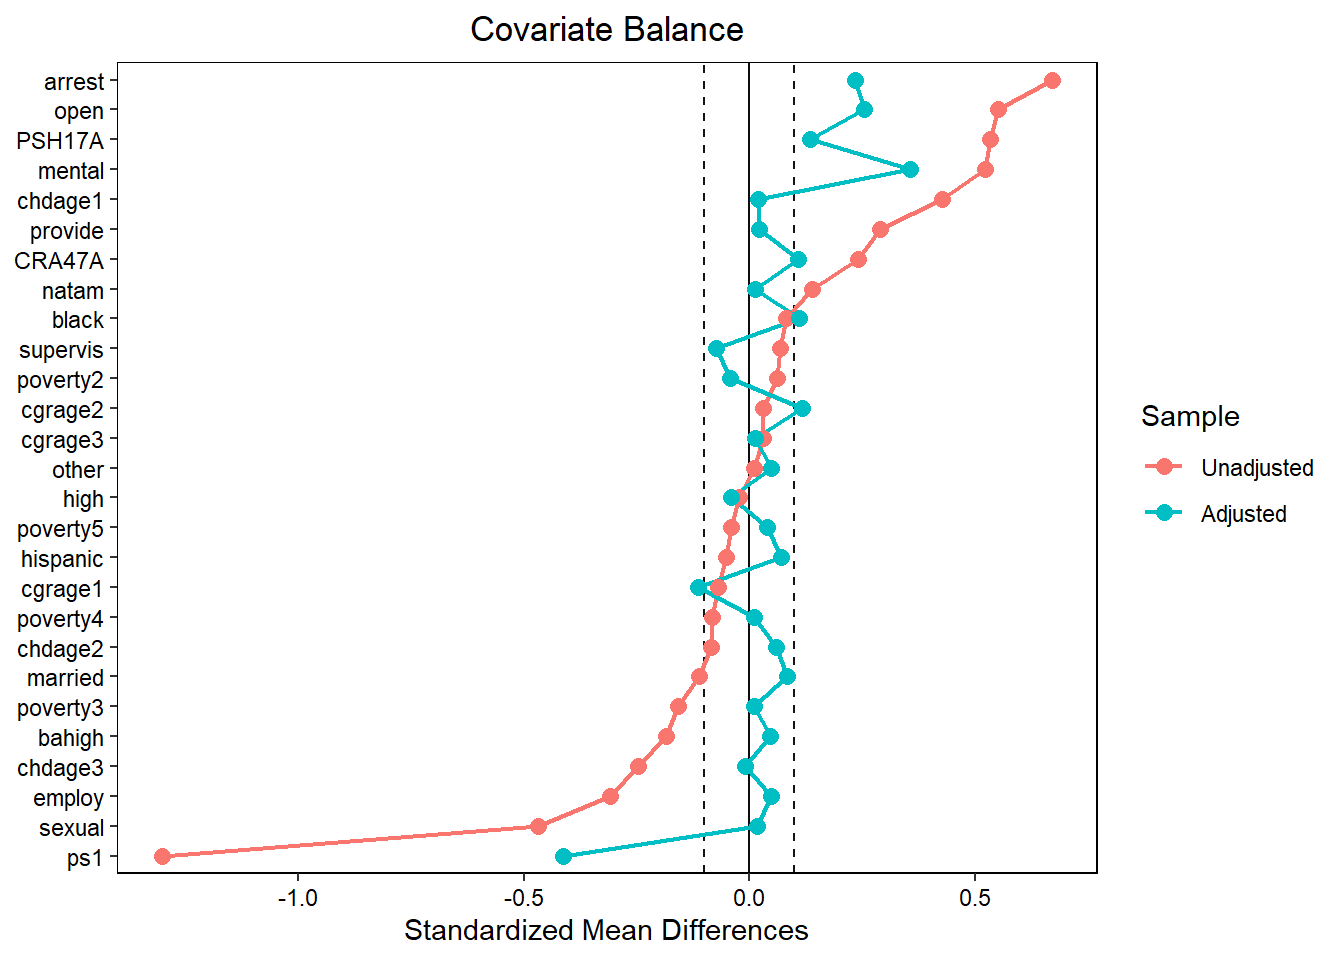 Covariate Balance
arrest
open
PSH17A
mental
chdage1
provide
CRA47A
natam
black
supervis
poverty2
cgrage2
cgrage3
other
high
poverty5
hispanic
cgrage1
poverty4
chdage2
married
poverty3
bahigh
chdage3
employ
sexual
ps1
-1.0 -0.5 0.0 0.5
Standardized Mean Differences
Sample
Unadjusted
Adjusted